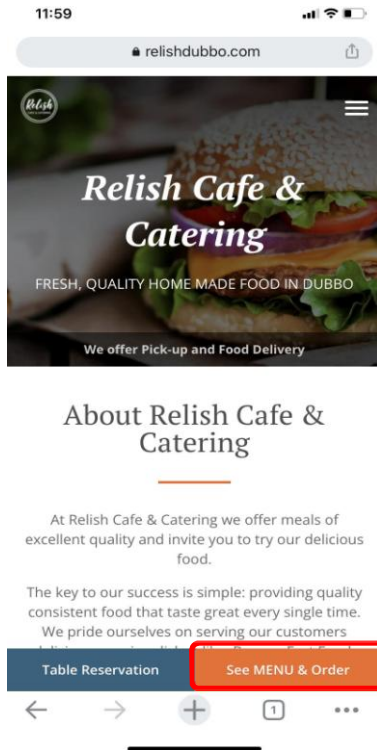 11:59
relishdubbo.com
Relish
Relish Cafe &
Catering
FRESH, QUALITY HOME MADE FOOD IN DUBBO
We offer Pick-up and Food Delivery
About Relish Cafe &
Catering
At Relish Cafe & Catering we offer meals of
excellent quality and invite you to try our delicious
food.
The key to our success is simple: providing quality
consistent food that taste great every single time.
We pride ourselves on serving our customers
Table Reservation
See MENU & Order
1